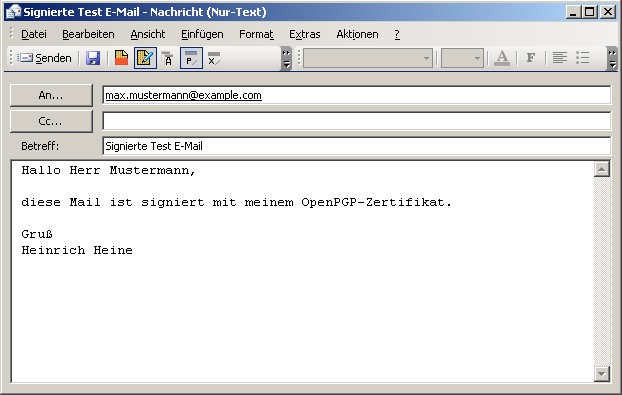 Signierte Test E-Mail - Nachricht (Nur-Text)
Datei Bearbeiten Ansicht Einfügen Format Extras Aktionen ?
Senden A P X A F
An... max.mustermann@example.com
Cc...
Betreff: Signierte Test E-Mail
Hallo Herr Mustermann,
diese Mail ist signiert mit meinem OpenPGP-Zertifikat.
Gruß
Heinrich Heine